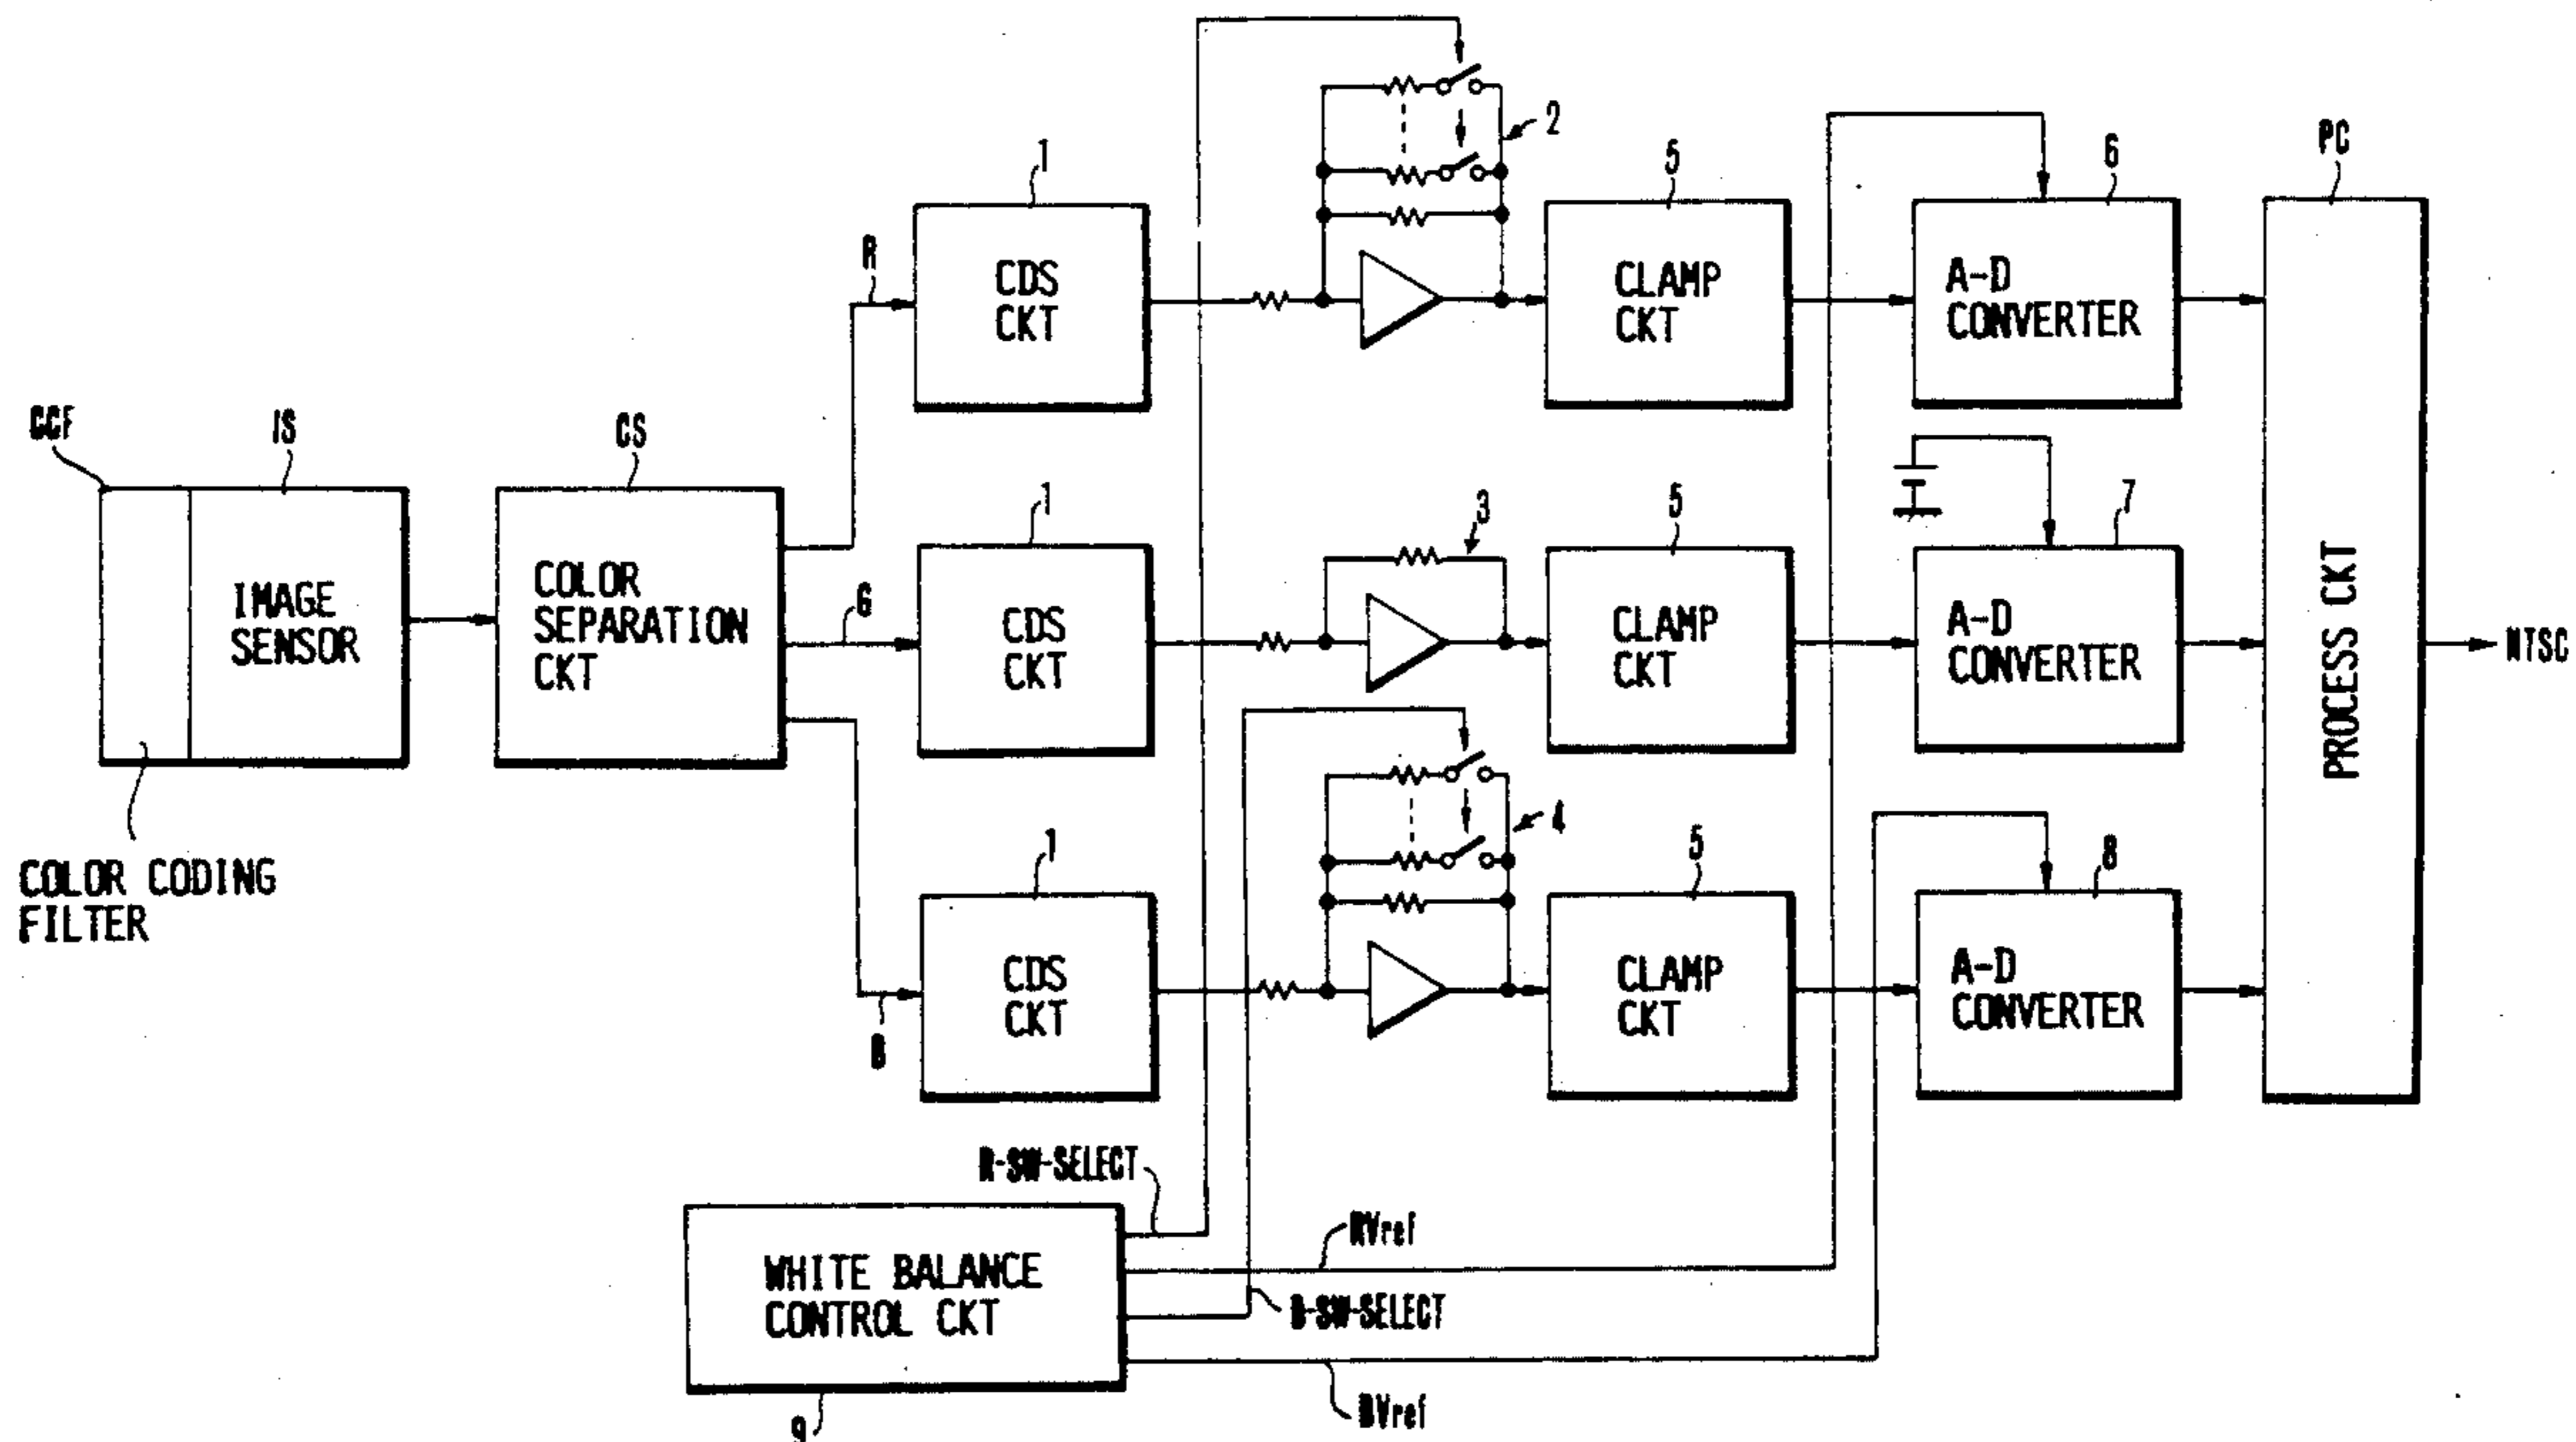 2
1
5
6
PC
R
CDS
CKT
CLAMP
CKT
A-D
CONVERTER
CCF
IS
CS
1
3
5
7
IMAGE
SENSOR
COLOR
SEPARATION
CKT
G
CDS
CKT
CLAMP
CKT
A-D
CONVERTER
PROCESS CKT
NTSC
COLOR CODING
FILTER
1
4
5
8
B
CDS
CKT
CLAMP
CKT
A-D
CONVERTER
R-SW-SELECT
WHITE BALANCE
CONTROL CKT
RVref
B-SW-SELECT
BVref
9